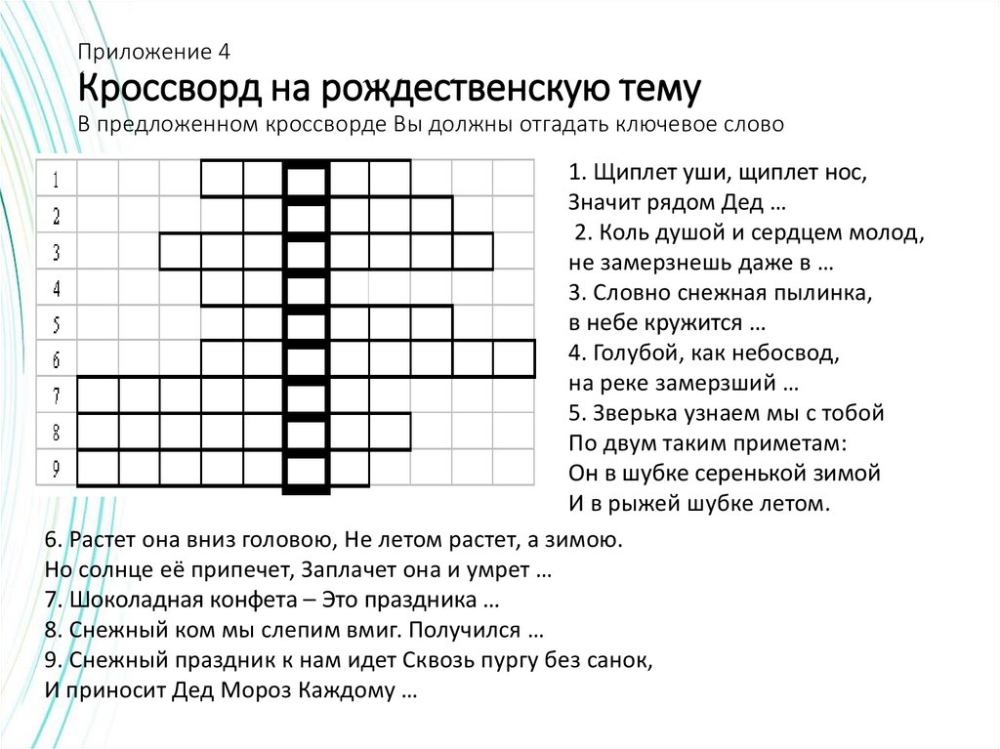 Приложение 4
Кроссворд на рождественскую тему
В предложенном кроссворде Вы должны отгадать ключевое слово
1
2
3
4
5
6
7
8
9
1. Щиплет уши, щиплет нос,
Значит рядом Дед …
2. Коль душой и сердцем молод,
не замерзнешь даже в …
3. Словно снежная пылинка,
в небе кружится …
4. Голубой, как небосвод,
на реке замерзший …
5. Зверька узнаем мы с тобой
По двум таким приметам:
Он в шубке серенькой зимой
И в рыжей шубке летом.
6. Растет она вниз головою, Не летом растет, а зимою.
Но солнце её припечет, Заплачет она и умрет …
7. Шоколадная конфета – Это праздника …
8. Снежный ком мы слепим вмиг. Получился …
9. Снежный праздник к нам идет Сквозь пургу без санок,
И приносит Дед Мороз Каждому …